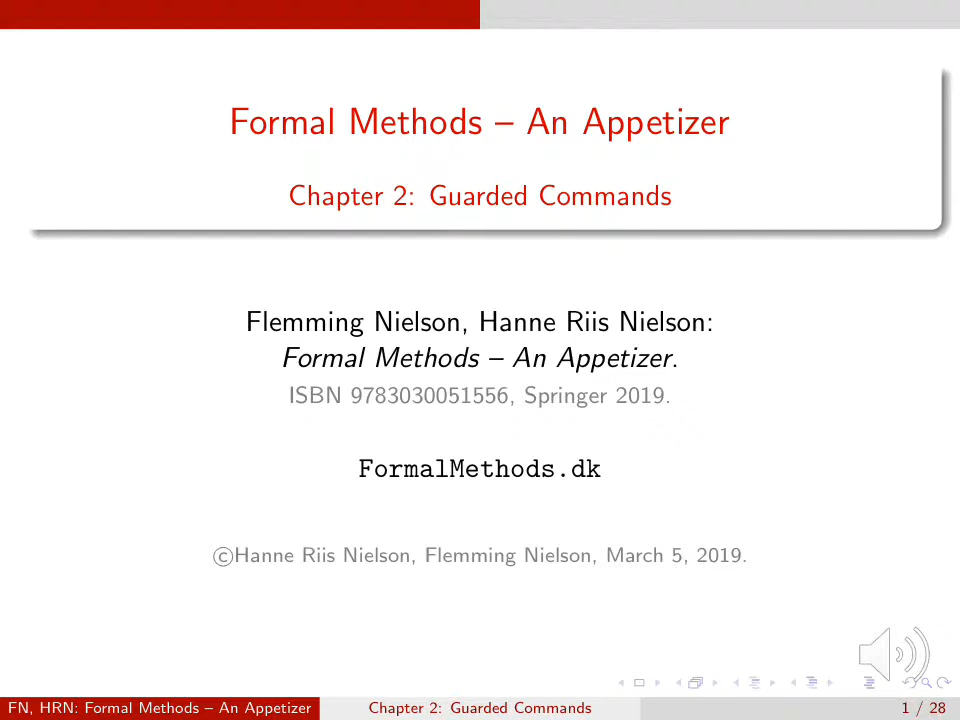 Formal Methods – An Appetizer
Chapter 2: Guarded Commands
Flemming Nielson, Hanne Riis Nielson:
Formal Methods – An Appetizer.
ISBN 9783030051556, Springer 2019.
FormalMethods.dk
©Hanne Riis Nielson, Flemming Nielson, March 5, 2019.
FN, HRN: Formal Methods – An Appetizer Chapter 2: Guarded Commands 1 / 28